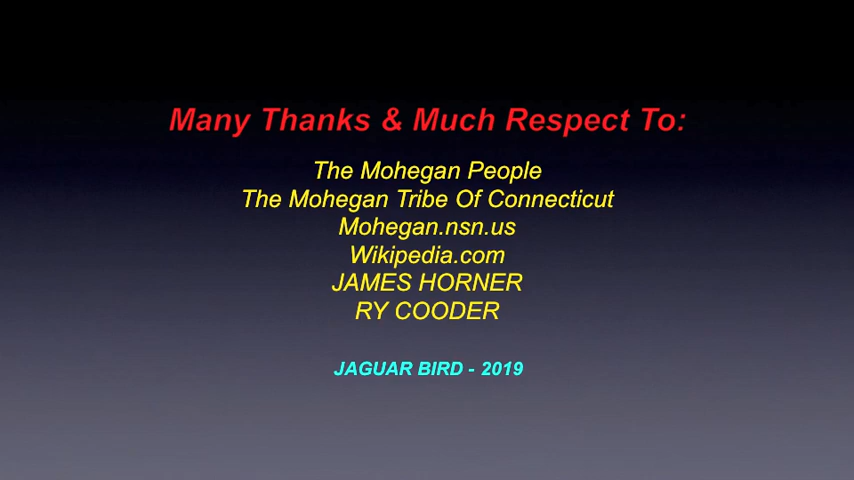 Many Thanks & Much Respect To:
The Mohegan People
The Mohegan Tribe Of Connecticut
Mohegan.nsn.us
Wikipedia.com
JAMES HORNER
RY COODER
JAGUAR BIRD - 2019